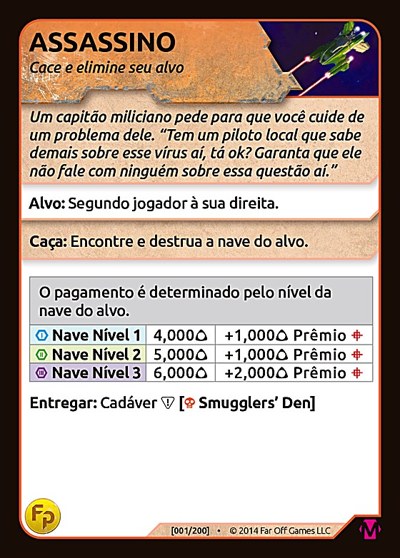 ASSASSINO
Cace e elimine seu alvo
Um capitão miliciano pede para que você cuide de
um problema dele. “Tem um piloto local que sabe
demais sobre esse vírus aí, tá ok? Garanta que ele
não fale com ninguém sobre essa questão aí.”
Alvo: Segundo jogador à sua direita.
Caça: Encontre e destrua a nave do alvo.
O pagamento é determinado pelo nível da
nave do alvo.
I Nave Nível 1 4,000 +1,000 Prêmio
II Nave Nível 2 5,000 +1,000 Prêmio
III Nave Nível 3 6,000 +2,000 Prêmio
Entregar: Cadáver [Smugglers’ Den]
FP
[001/200] • © 2014 Far Off Games LLC